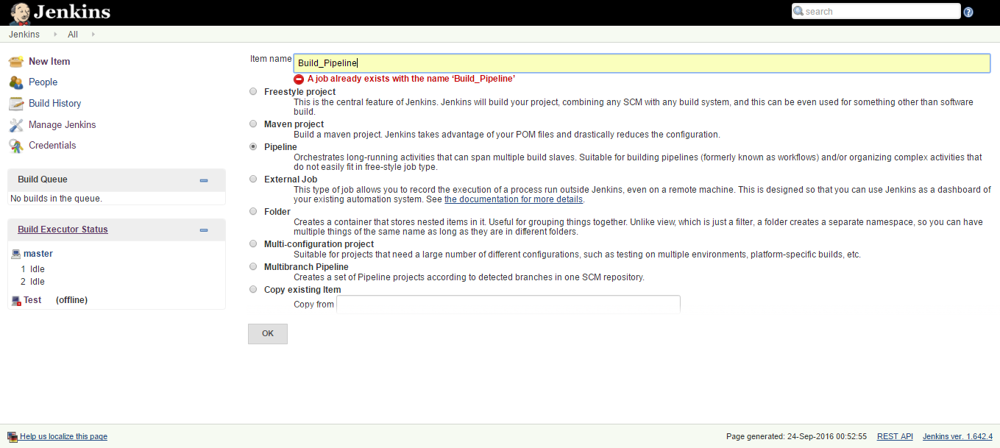 Jenkins
search
Jenkins All
New Item
People
Build History
Manage Jenkins
Credentials
Build Queue
No builds in the queue.
Build Executor Status
master
1 Idle
2 Idle
Test (offline)
Item name Build_Pipeline
A job already exists with the name ‘Build_Pipeline’
Freestyle project
This is the central feature of Jenkins. Jenkins will build your project, combining any SCM with any build system, and this can be even used for something other than software
build.
Maven project
Build a maven project. Jenkins takes advantage of your POM files and drastically reduces the configuration.
Pipeline
Orchestrates long-running activities that can span multiple build slaves. Suitable for building pipelines (formerly known as workflows) and/or organizing complex activities that
do not easily fit in free-style job type.
External Job
This type of job allows you to record the execution of a process run outside Jenkins, even on a remote machine. This is designed so that you can use Jenkins as a dashboard of
your existing automation system. See the documentation for more details.
Folder
Creates a container that stores nested items in it. Useful for grouping things together. Unlike view, which is just a filter, a folder creates a separate namespace, so you can have
multiple things of the same name as long as they are in different folders.
Multi-configuration project
Suitable for projects that need a large number of different configurations, such as testing on multiple environments, platform-specific builds, etc.
Multibranch Pipeline
Creates a set of Pipeline projects according to detected branches in one SCM repository.
Copy existing Item
Copy from
OK
Help us localize this page
Page generated: 24-Sep-2016 00:52:55 REST API Jenkins ver. 1.642.4